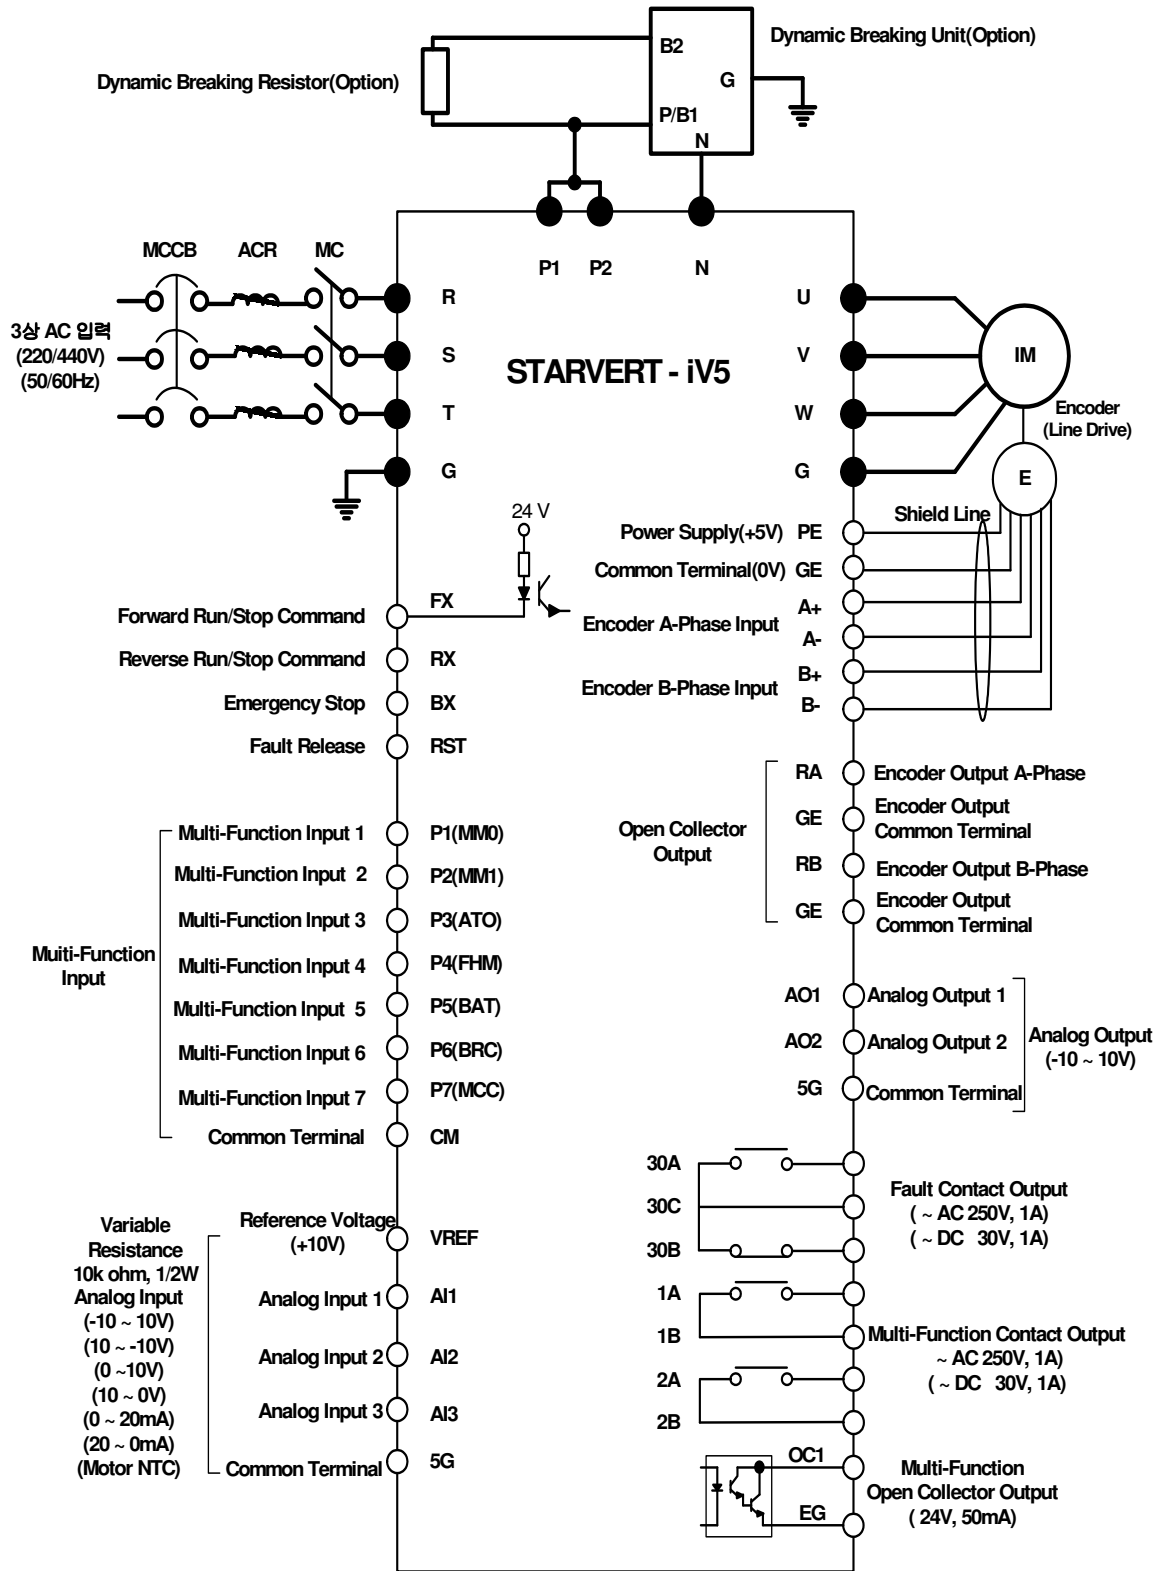 Dynamic Breaking Unit(Option)
B2
Dynamic Breaking Resistor(Option)
G
P/B1
N
MCCB
ACR
MC
P1
P2
N
R
U
3상 AC 입력
(220/440V)
(50/60Hz)
S
STARVERT - iV5
V
IM
T
W
Encoder
(Line Drive)
G
G
E
24 V
Shield Line
Power Supply(+5V)
PE
Common Terminal(0V)
GE
Forward Run/Stop Command
FX
Encoder A-Phase Input
A+
A-
Reverse Run/Stop Command
RX
Encoder B-Phase Input
B+
B-
Emergency Stop
BX
Fault Release
RST
Open Collector
Output
RA
Encoder Output A-Phase
GE
Encoder Output
Common Terminal
RB
Encoder Output B-Phase
GE
Encoder Output
Common Terminal
Muiti-Function
Input
Multi-Function Input 1
P1(MM0)
Multi-Function Input 2
P2(MM1)
Multi-Function Input 3
P3(ATO)
Multi-Function Input 4
P4(FHM)
Multi-Function Input 5
P5(BAT)
Multi-Function Input 6
P6(BRC)
Multi-Function Input 7
P7(MCC)
Common Terminal
CM
AO1
Analog Output 1
AO2
Analog Output 2
5G
Common Terminal
Analog Output
(-10 ~ 10V)
30A
30C
30B
Fault Contact Output
( ~ AC 250V, 1A)
( ~ DC 30V, 1A)
Variable
Resistance
10k ohm, 1/2W
Analog Input
(-10 ~ 10V)
(10 ~ -10V)
(0 ~10V)
(10 ~ 0V)
(0 ~ 20mA)
(20 ~ 0mA)
(Motor NTC)
Reference Voltage
(+10V)
VREF
Analog Input 1
AI1
Analog Input 2
AI2
Analog Input 3
AI3
Common Terminal
5G
1A
1B
2A
2B
Multi-Function Contact Output
~ AC 250V, 1A)
( ~ DC 30V, 1A)
OC1
EG
Multi-Function
Open Collector Output
( 24V, 50mA)